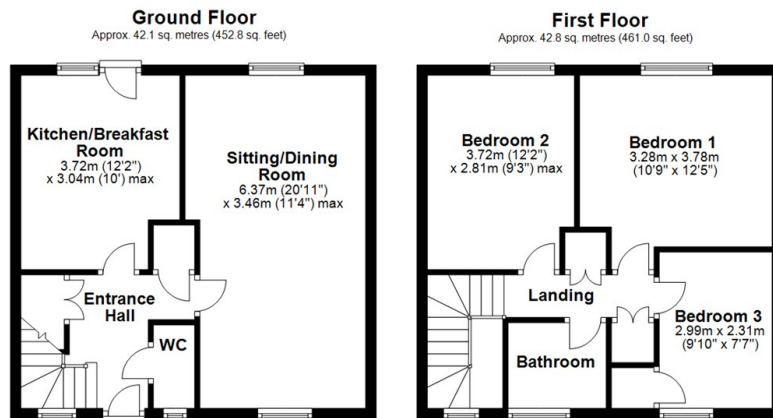 Ground Floor
Approx. 42.1 sq. metres (452.8 sq. feet)
Kitchen/Breakfast
Room
3.72m (12'2")
x 3.04m (10') max
Sitting/Dining
Room
6.37m (20'11")
x 3.46m (11'4") max
Entrance
Hall
WC
First Floor
Approx. 42.8 sq. metres (461.0 sq. feet)
Bedroom 2
3.72m (12'2")
x 2.81m (9'3") max
Bedroom 1
3.28m x 3.78m
(10'9" x 12'5")
Landing
Bedroom 3
2.99m x 2.31m
(9'10" x 7'7")
Bathroom